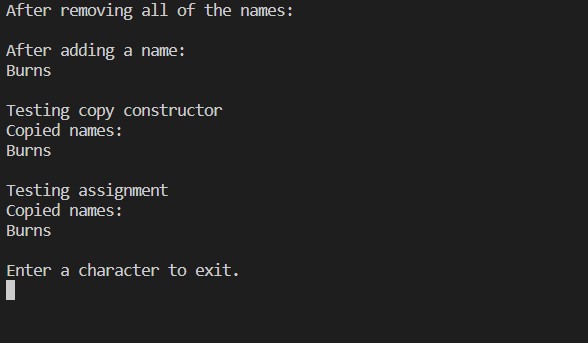 After removing all of the names:
After adding a name:
Burns
Testing copy constructor
Copied names:
Burns
Testing assignment
Copied names:
Burns
Enter a character to exit.